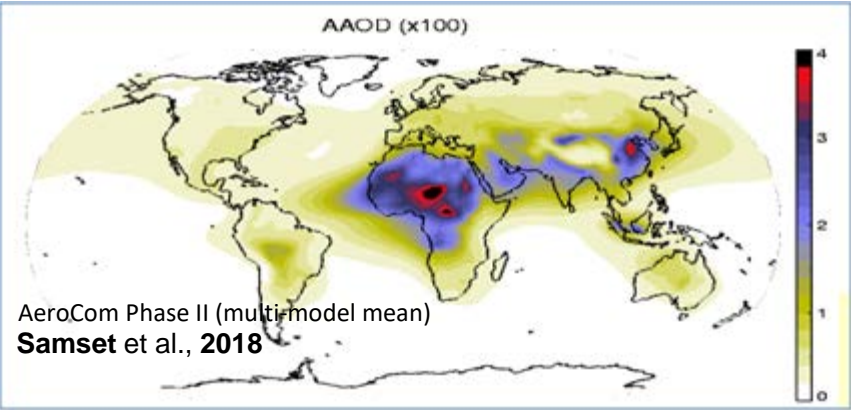 AAOD (x100)
4
3
2
1
0
AeroCom Phase II (multi-model mean)
Samset et al., 2018